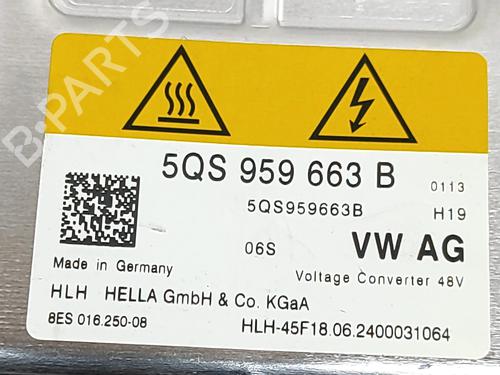 B-PARTS
5QS 959 663 B 0113
5QS959663B H19
06S VW AG
Made in Germany Voltage Converter 48V
HLH HELLA GmbH & Co. KGaA
8ES 016.250-08 HLH-45F18.06.2400031064